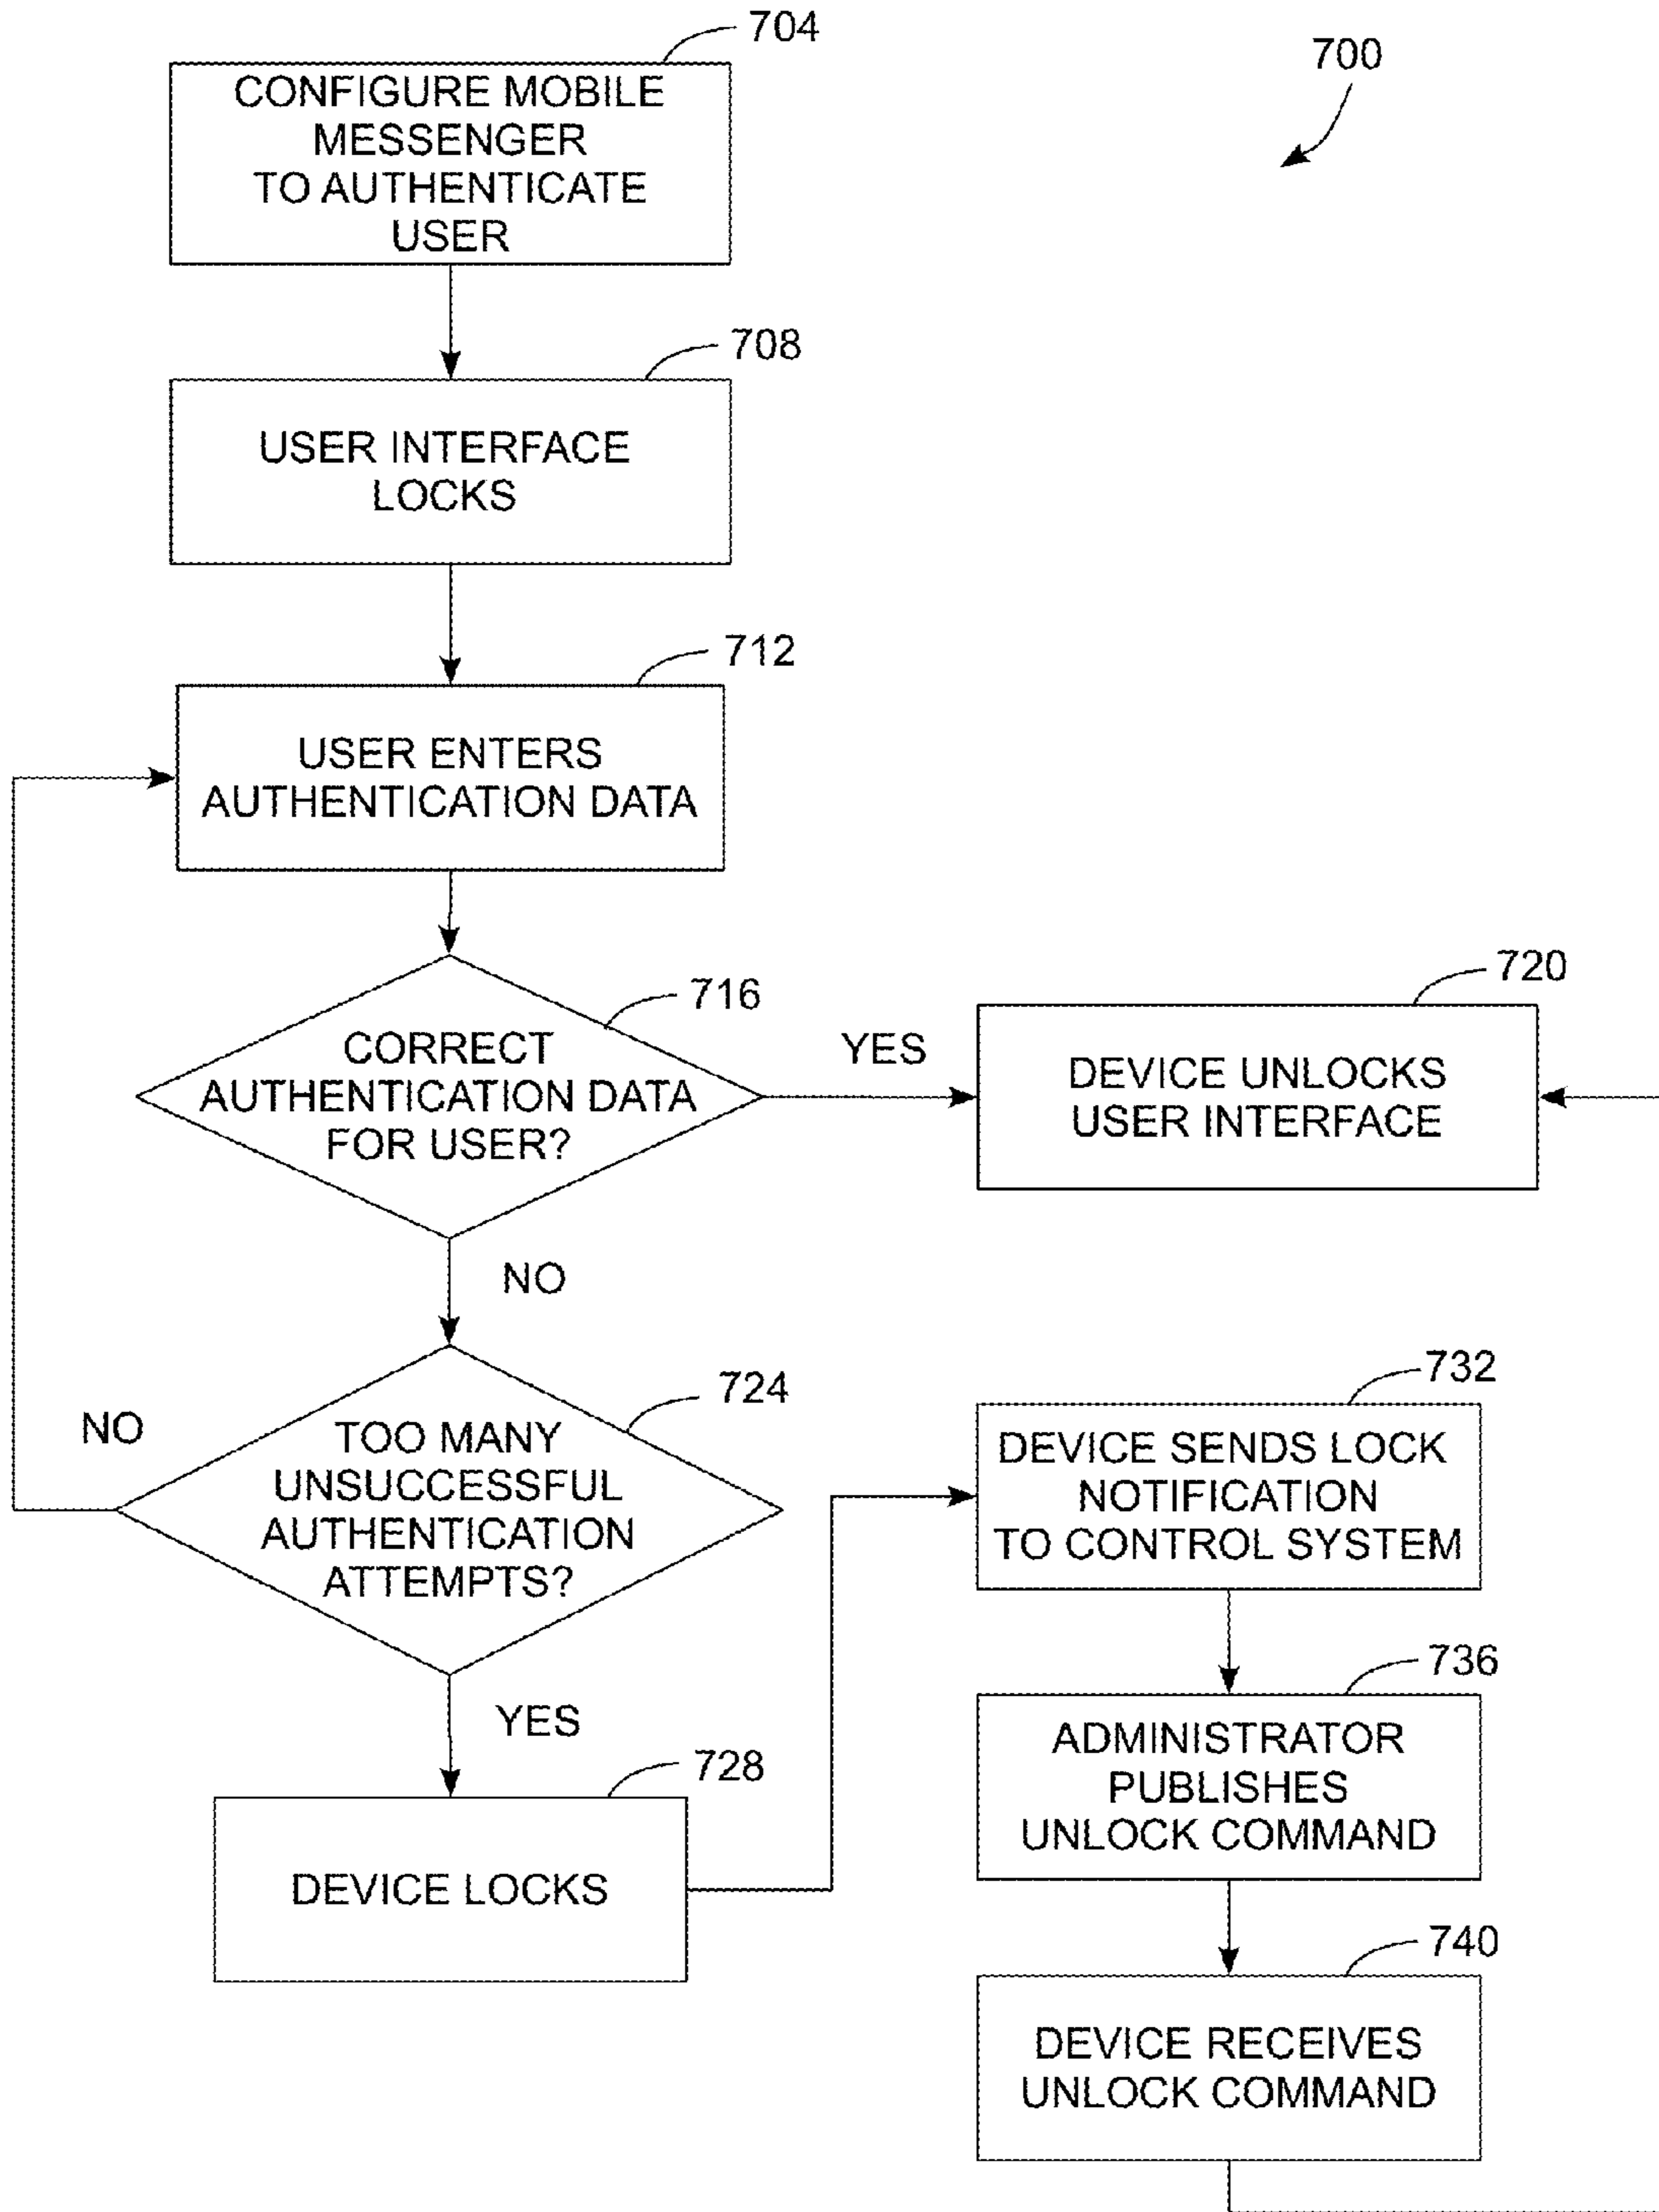 704
700
CONFIGURE MOBILE
MESSENGER
TO AUTHENTICATE
USER
708
USER INTERFACE
LOCKS
712
USER ENTERS
AUTHENTICATION DATA
716
CORRECT
AUTHENTICATION DATA
FOR USER?
YES
720
DEVICE UNLOCKS
USER INTERFACE
NO
724
NO
TOO MANY
UNSUCCESSFUL
AUTHENTICATION
ATTEMPTS?
YES
728
DEVICE LOCKS
732
DEVICE SENDS LOCK
NOTIFICATION
TO CONTROL SYSTEM
736
ADMINISTRATOR
PUBLISHES
UNLOCK COMMAND
740
DEVICE RECEIVES
UNLOCK COMMAND